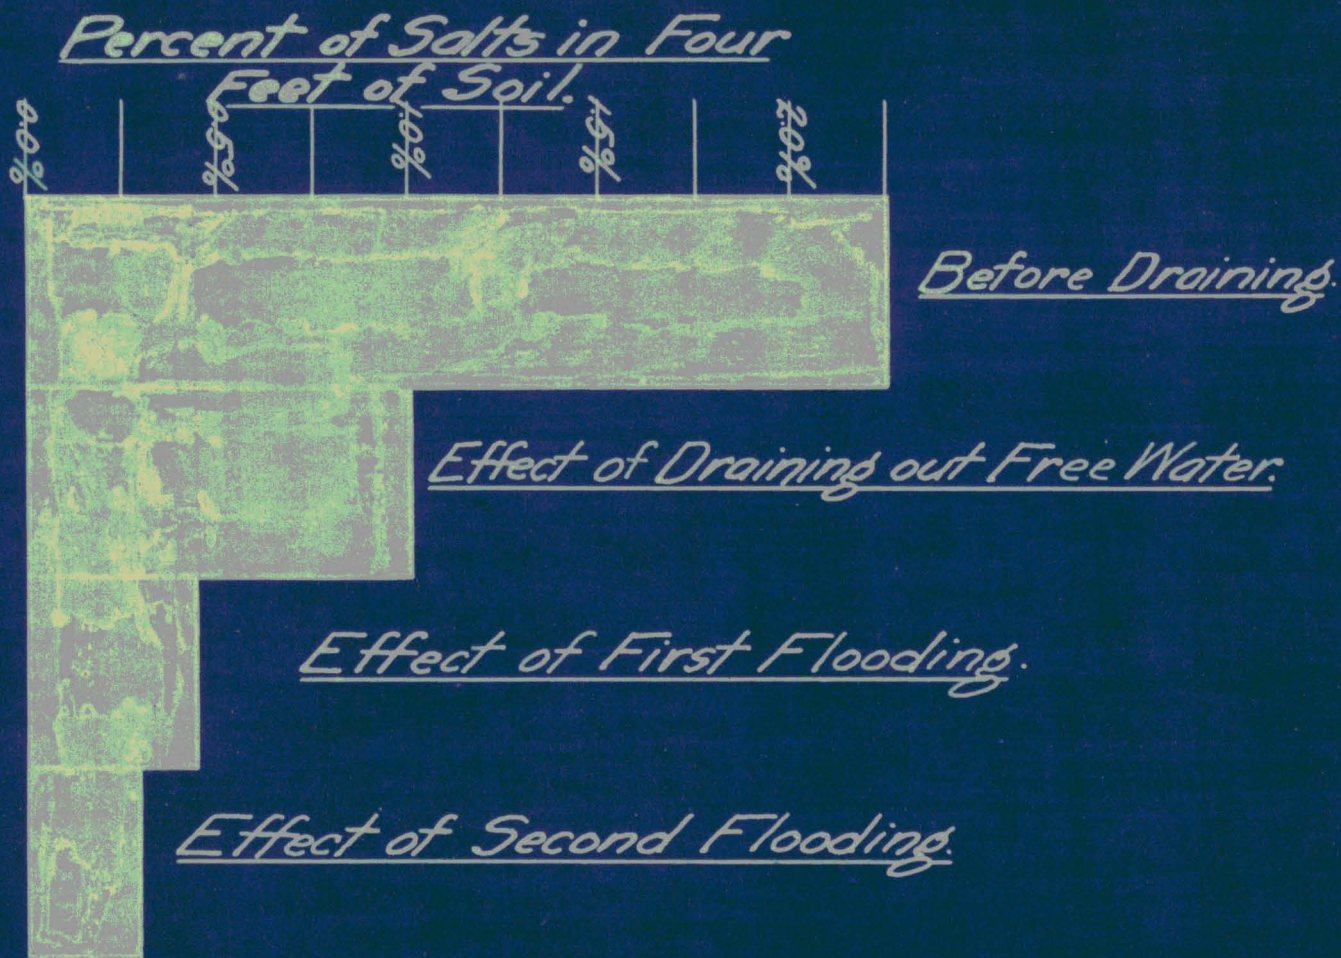 Percent of Salts in Four
Feet of Soil.
0.0% 0.5% 1.0% 1.5% 2.0%
Before Draining.
Effect of Draining out Free Water.
Effect of First Flooding.
Effect of Second Flooding.